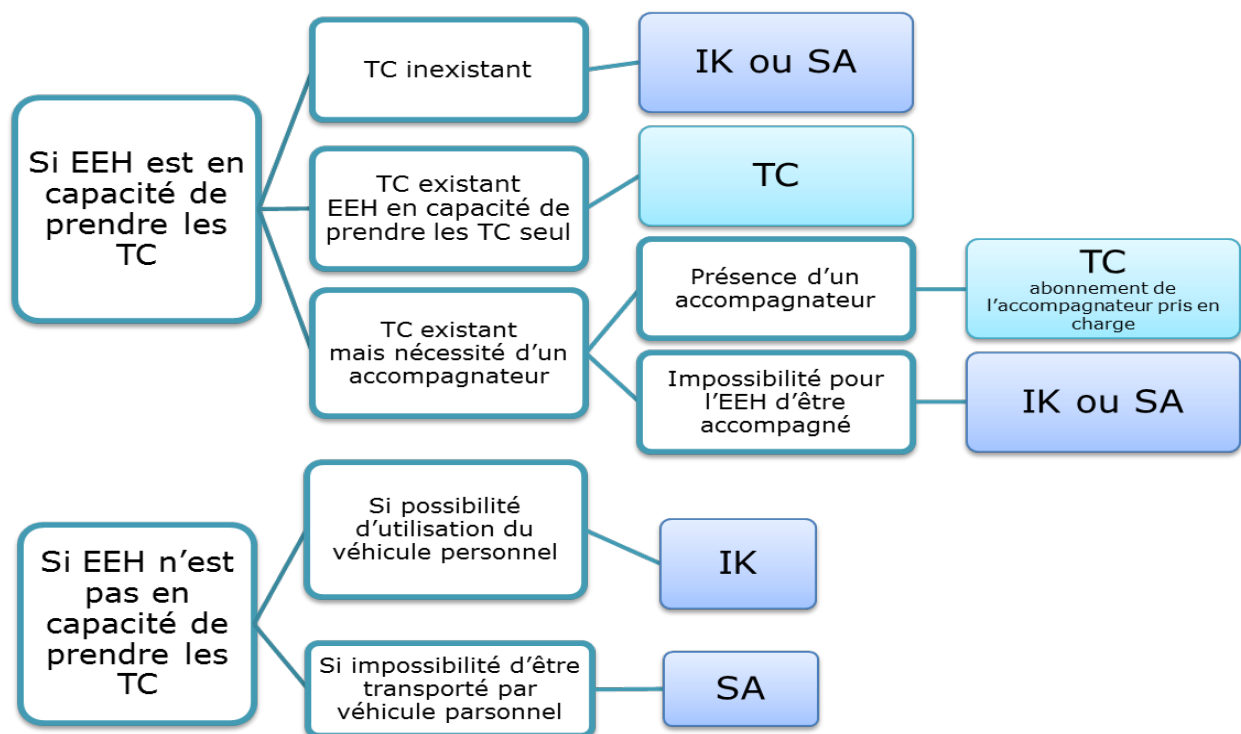 Si EEH est en
capacité de
prendre les
TC
TC inexistant
IK ou SA
TC existant
EEH en capacité de
prendre les TC seul
TC
TC existant
mais nécessité d’un
accompagnateur
Présence d’un
accompagnateur
TC
abonnement de
l’accompagnateur pris en
charge
Impossibilité pour
l’EEH d’être
accompagné
IK ou SA
Si EEH n’est
pas en
capacité de
prendre les
TC
Si possibilité
d’utilisation du
véhicule personnel
IK
Si impossibilité d’être
transporté par
véhicule parsonnel
SA